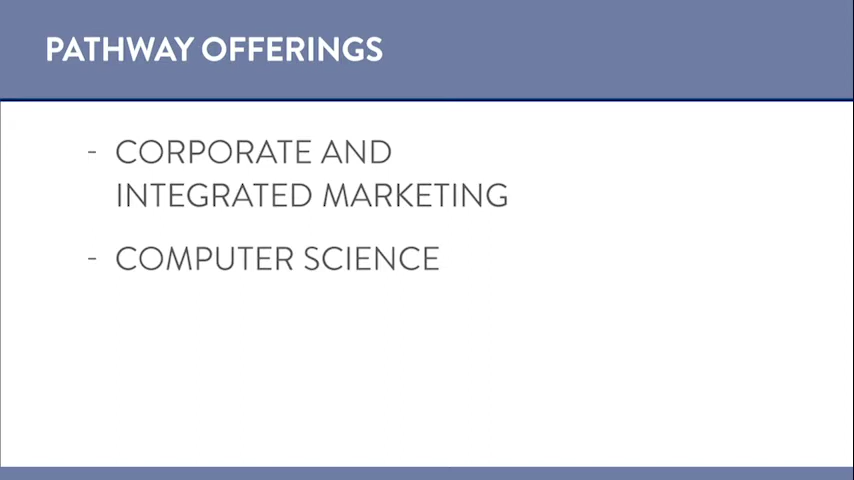 PATHWAY OFFERINGS
- CORPORATE AND
INTEGRATED MARKETING
- COMPUTER SCIENCE